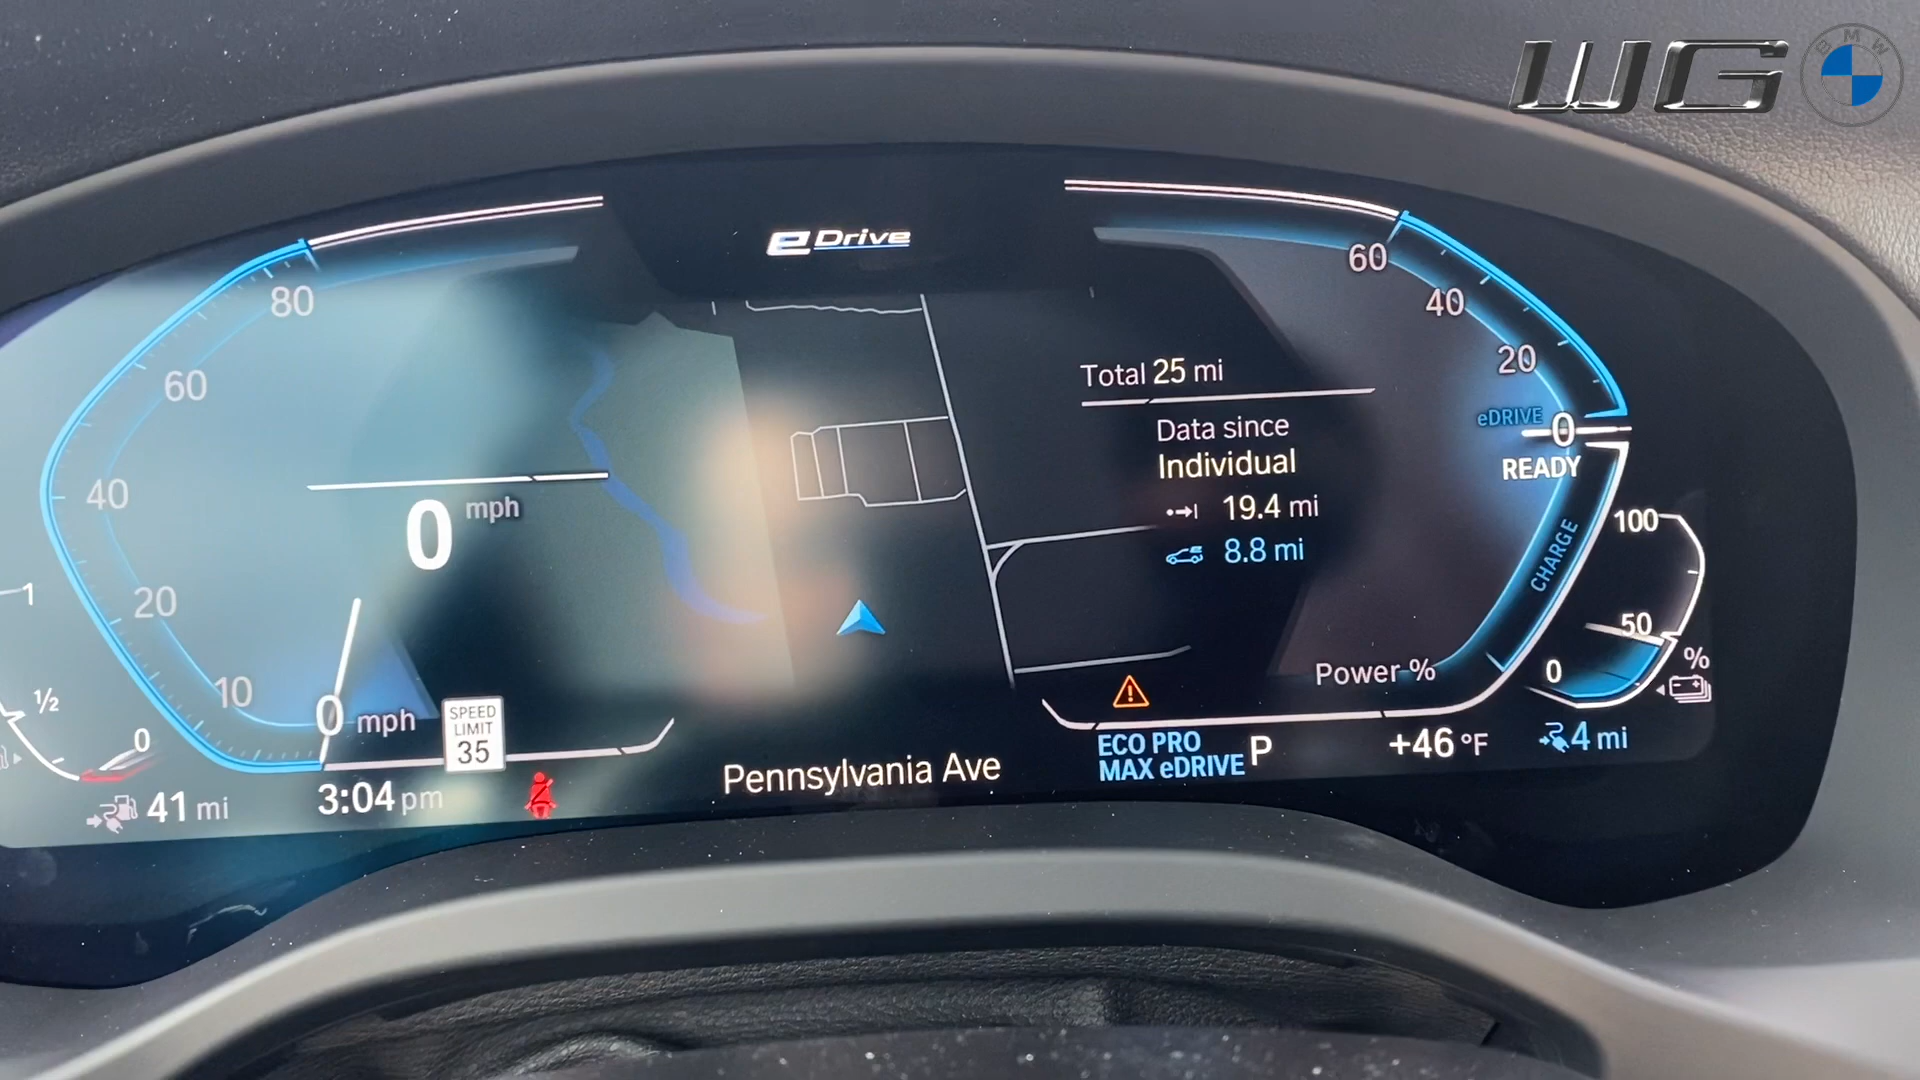 WG
BMW
eDrive
80
60
40
20
10
0 mph
0 mph
SPEED
LIMIT
35
1
1/2
0
41 mi
3:04 pm
Pennsylvania Ave
Total 25 mi
Data since
Individual
19.4 mi
8.8 mi
60
40
20
eDRIVE 0
READY
CHARGE
Power %
ECO PRO
MAX eDRIVE P
+46 °F
100
50
0
%
4 mi